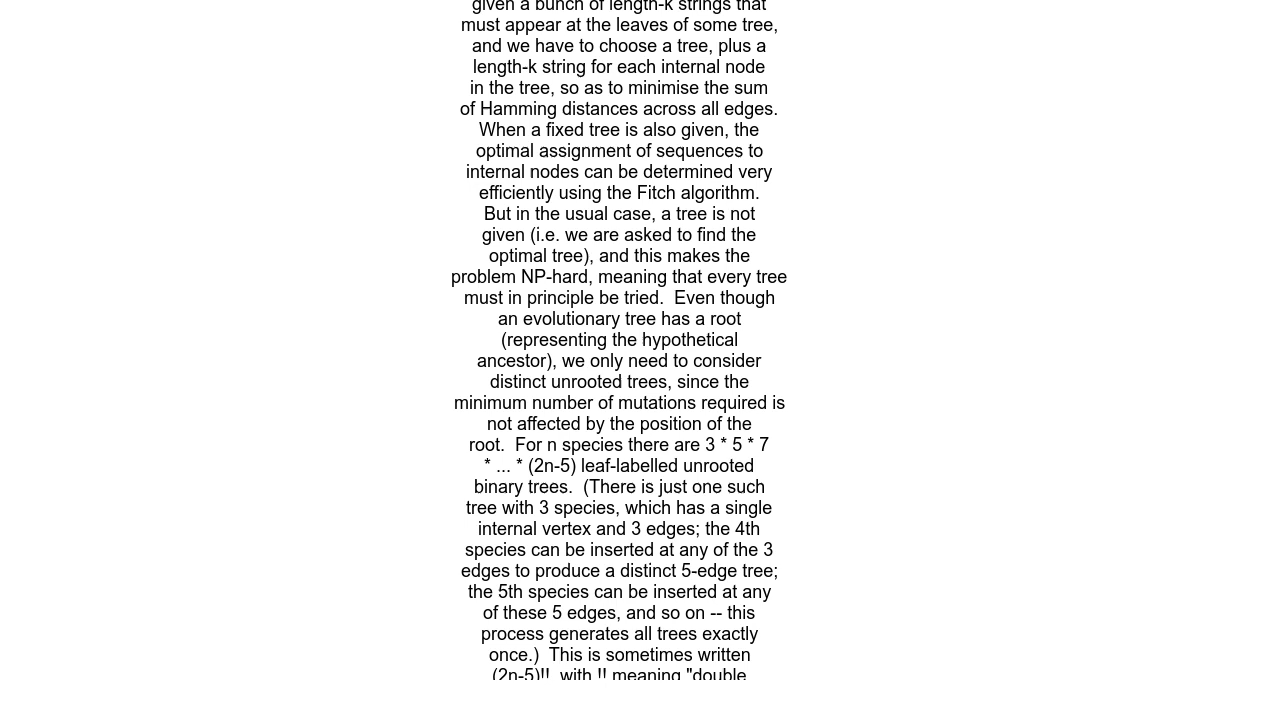 given a bunch of length-k strings that
must appear at the leaves of some tree,
and we have to choose a tree, plus a
length-k string for each internal node
in the tree, so as to minimise the sum
of Hamming distances across all edges.
When a fixed tree is also given, the
optimal assignment of sequences to
internal nodes can be determined very
efficiently using the Fitch algorithm.
But in the usual case, a tree is not
given (i.e. we are asked to find the
optimal tree), and this makes the
problem NP-hard, meaning that every tree
must in principle be tried.  Even though
an evolutionary tree has a root
(representing the hypothetical
ancestor), we only need to consider
distinct unrooted trees, since the
minimum number of mutations required is
not affected by the position of the
root.  For n species there are 3 * 5 * 7
* ... * (2n-5) leaf-labelled unrooted
binary trees.  (There is just one such
tree with 3 species, which has a single
internal vertex and 3 edges; the 4th
species can be inserted at any of the 3
edges to produce a distinct 5-edge tree;
the 5th species can be inserted at any
of these 5 edges, and so on -- this
process generates all trees exactly
once.)  This is sometimes written
(2n-5)!!, with !! meaning "double